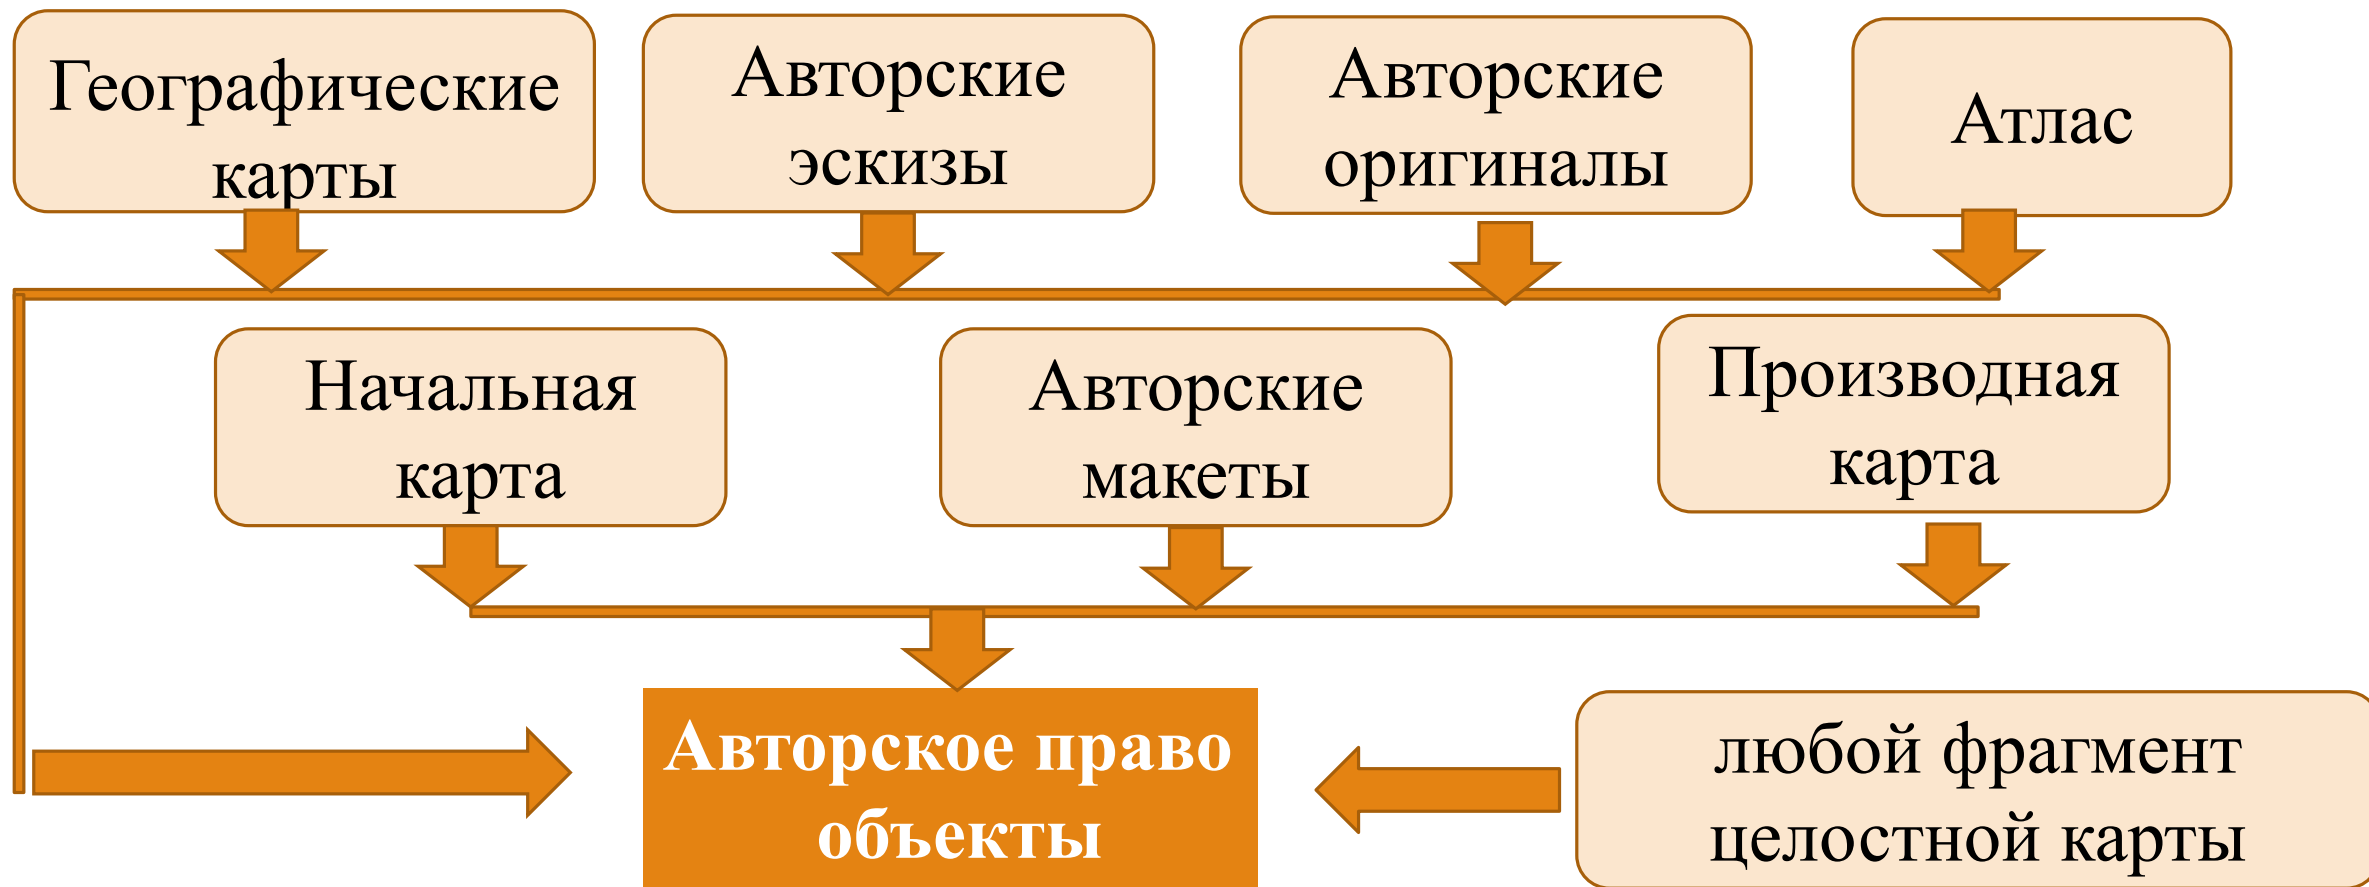 Географические
карты
Авторские
эскизы
Авторские
оригиналы
Атлас
Начальная
карта
Авторские
макеты
Производная
карта
Авторское право
объекты
любой фрагмент
целостной карты